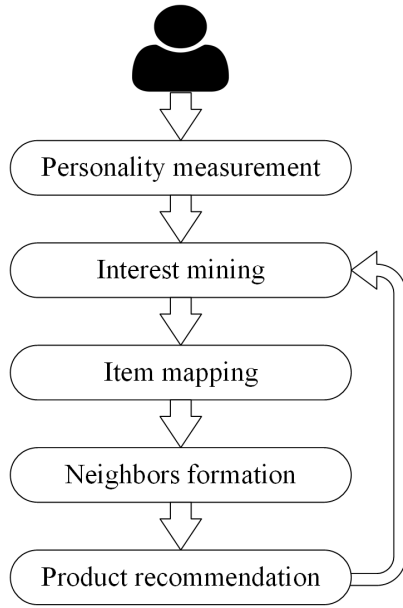 Personality measurement
Interest mining
Item mapping
Neighbors formation
Product recommendation